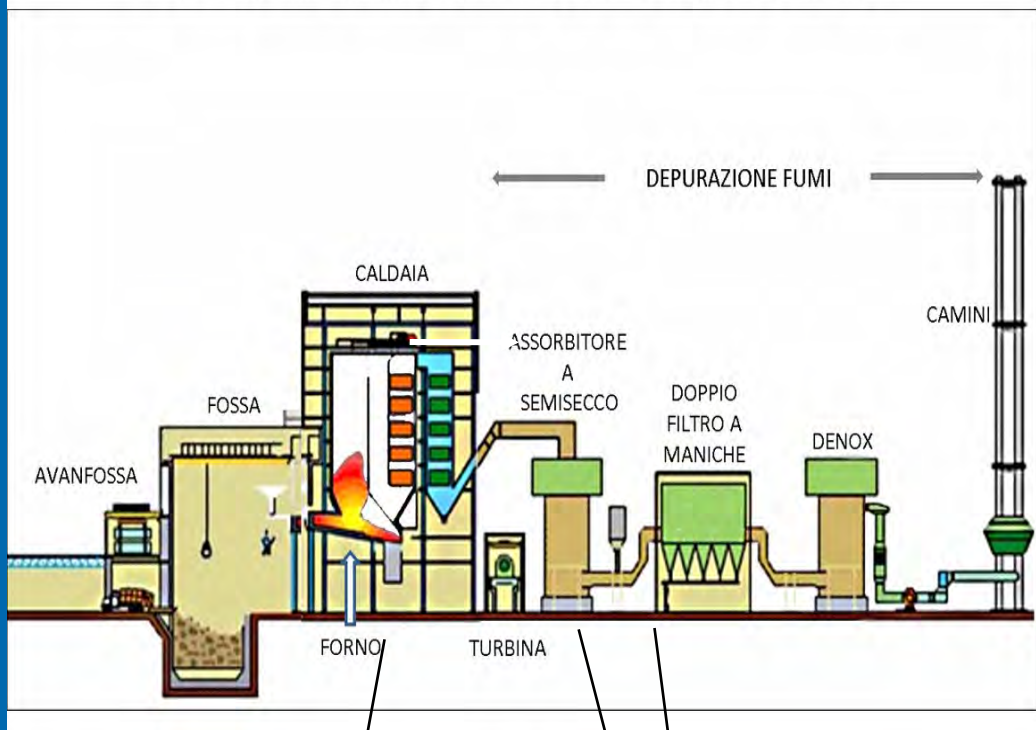 DEPURAZIONE FUMI
CALDAIA
CAMINI
ASSORBITORE
A
SEMISECCO
DOPPIO
FILTRO A
MANICHE
FOSSA
DENOX
AVANFOSSA
FORNO
TURBINA